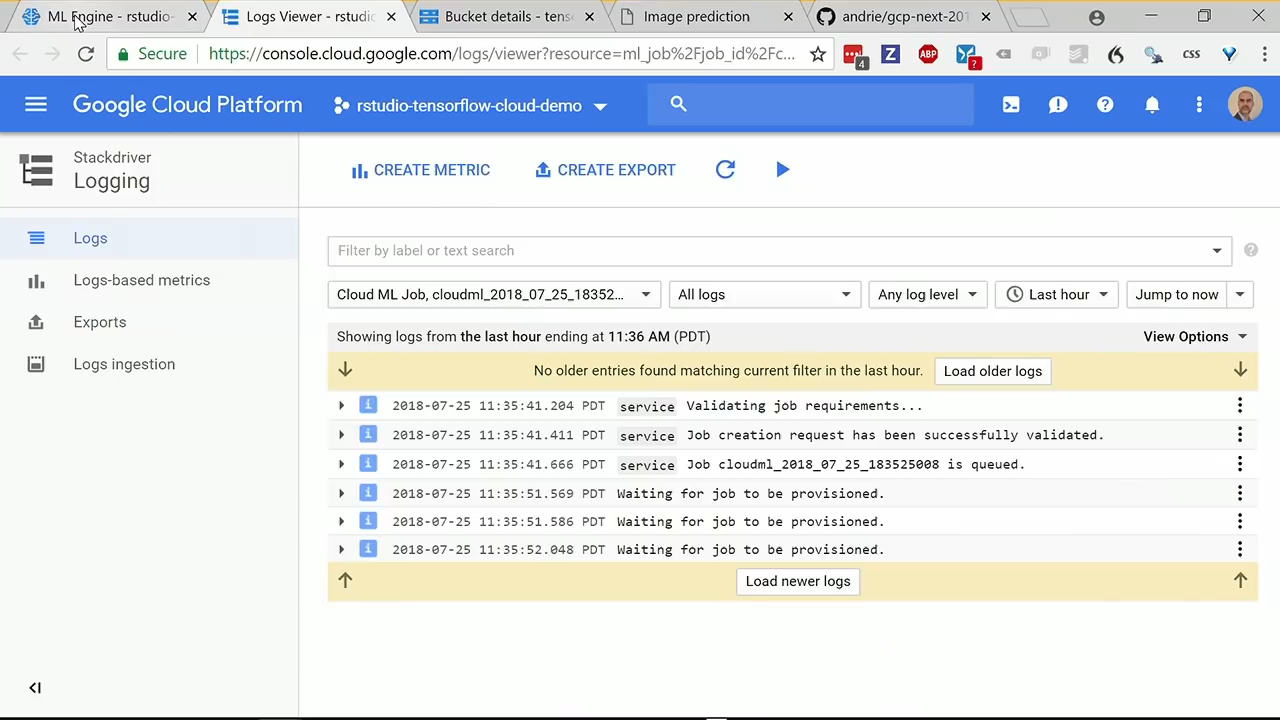 ML Engine - rstudio-
Logs Viewer - rstudio
Bucket details - tens
Image prediction
andrie/gcp-next-201
Secure
https://console.cloud.google.com/logs/viewer?resource=ml_job%2Fjob_id%2Fc...
4
Z
ABP
?
CSS
Google Cloud Platform
rstudio-tensorflow-cloud-demo
Stackdriver
Logging
CREATE METRIC
CREATE EXPORT
Logs
Logs-based metrics
Exports
Logs ingestion
Filter by label or text search
Cloud ML Job, cloudml_2018_07_25_18352...
All logs
Any log level
Last hour
Jump to now
Showing logs from the last hour ending at 11:36 AM (PDT)
View Options
No older entries found matching current filter in the last hour.
Load older logs
2018-07-25 11:35:41.204 PDT service Validating job requirements...
2018-07-25 11:35:41.411 PDT service Job creation request has been successfully validated.
2018-07-25 11:35:41.666 PDT service Job cloudml_2018_07_25_183525008 is queued.
2018-07-25 11:35:51.569 PDT Waiting for job to be provisioned.
2018-07-25 11:35:51.586 PDT Waiting for job to be provisioned.
2018-07-25 11:35:52.048 PDT Waiting for job to be provisioned.
Load newer logs